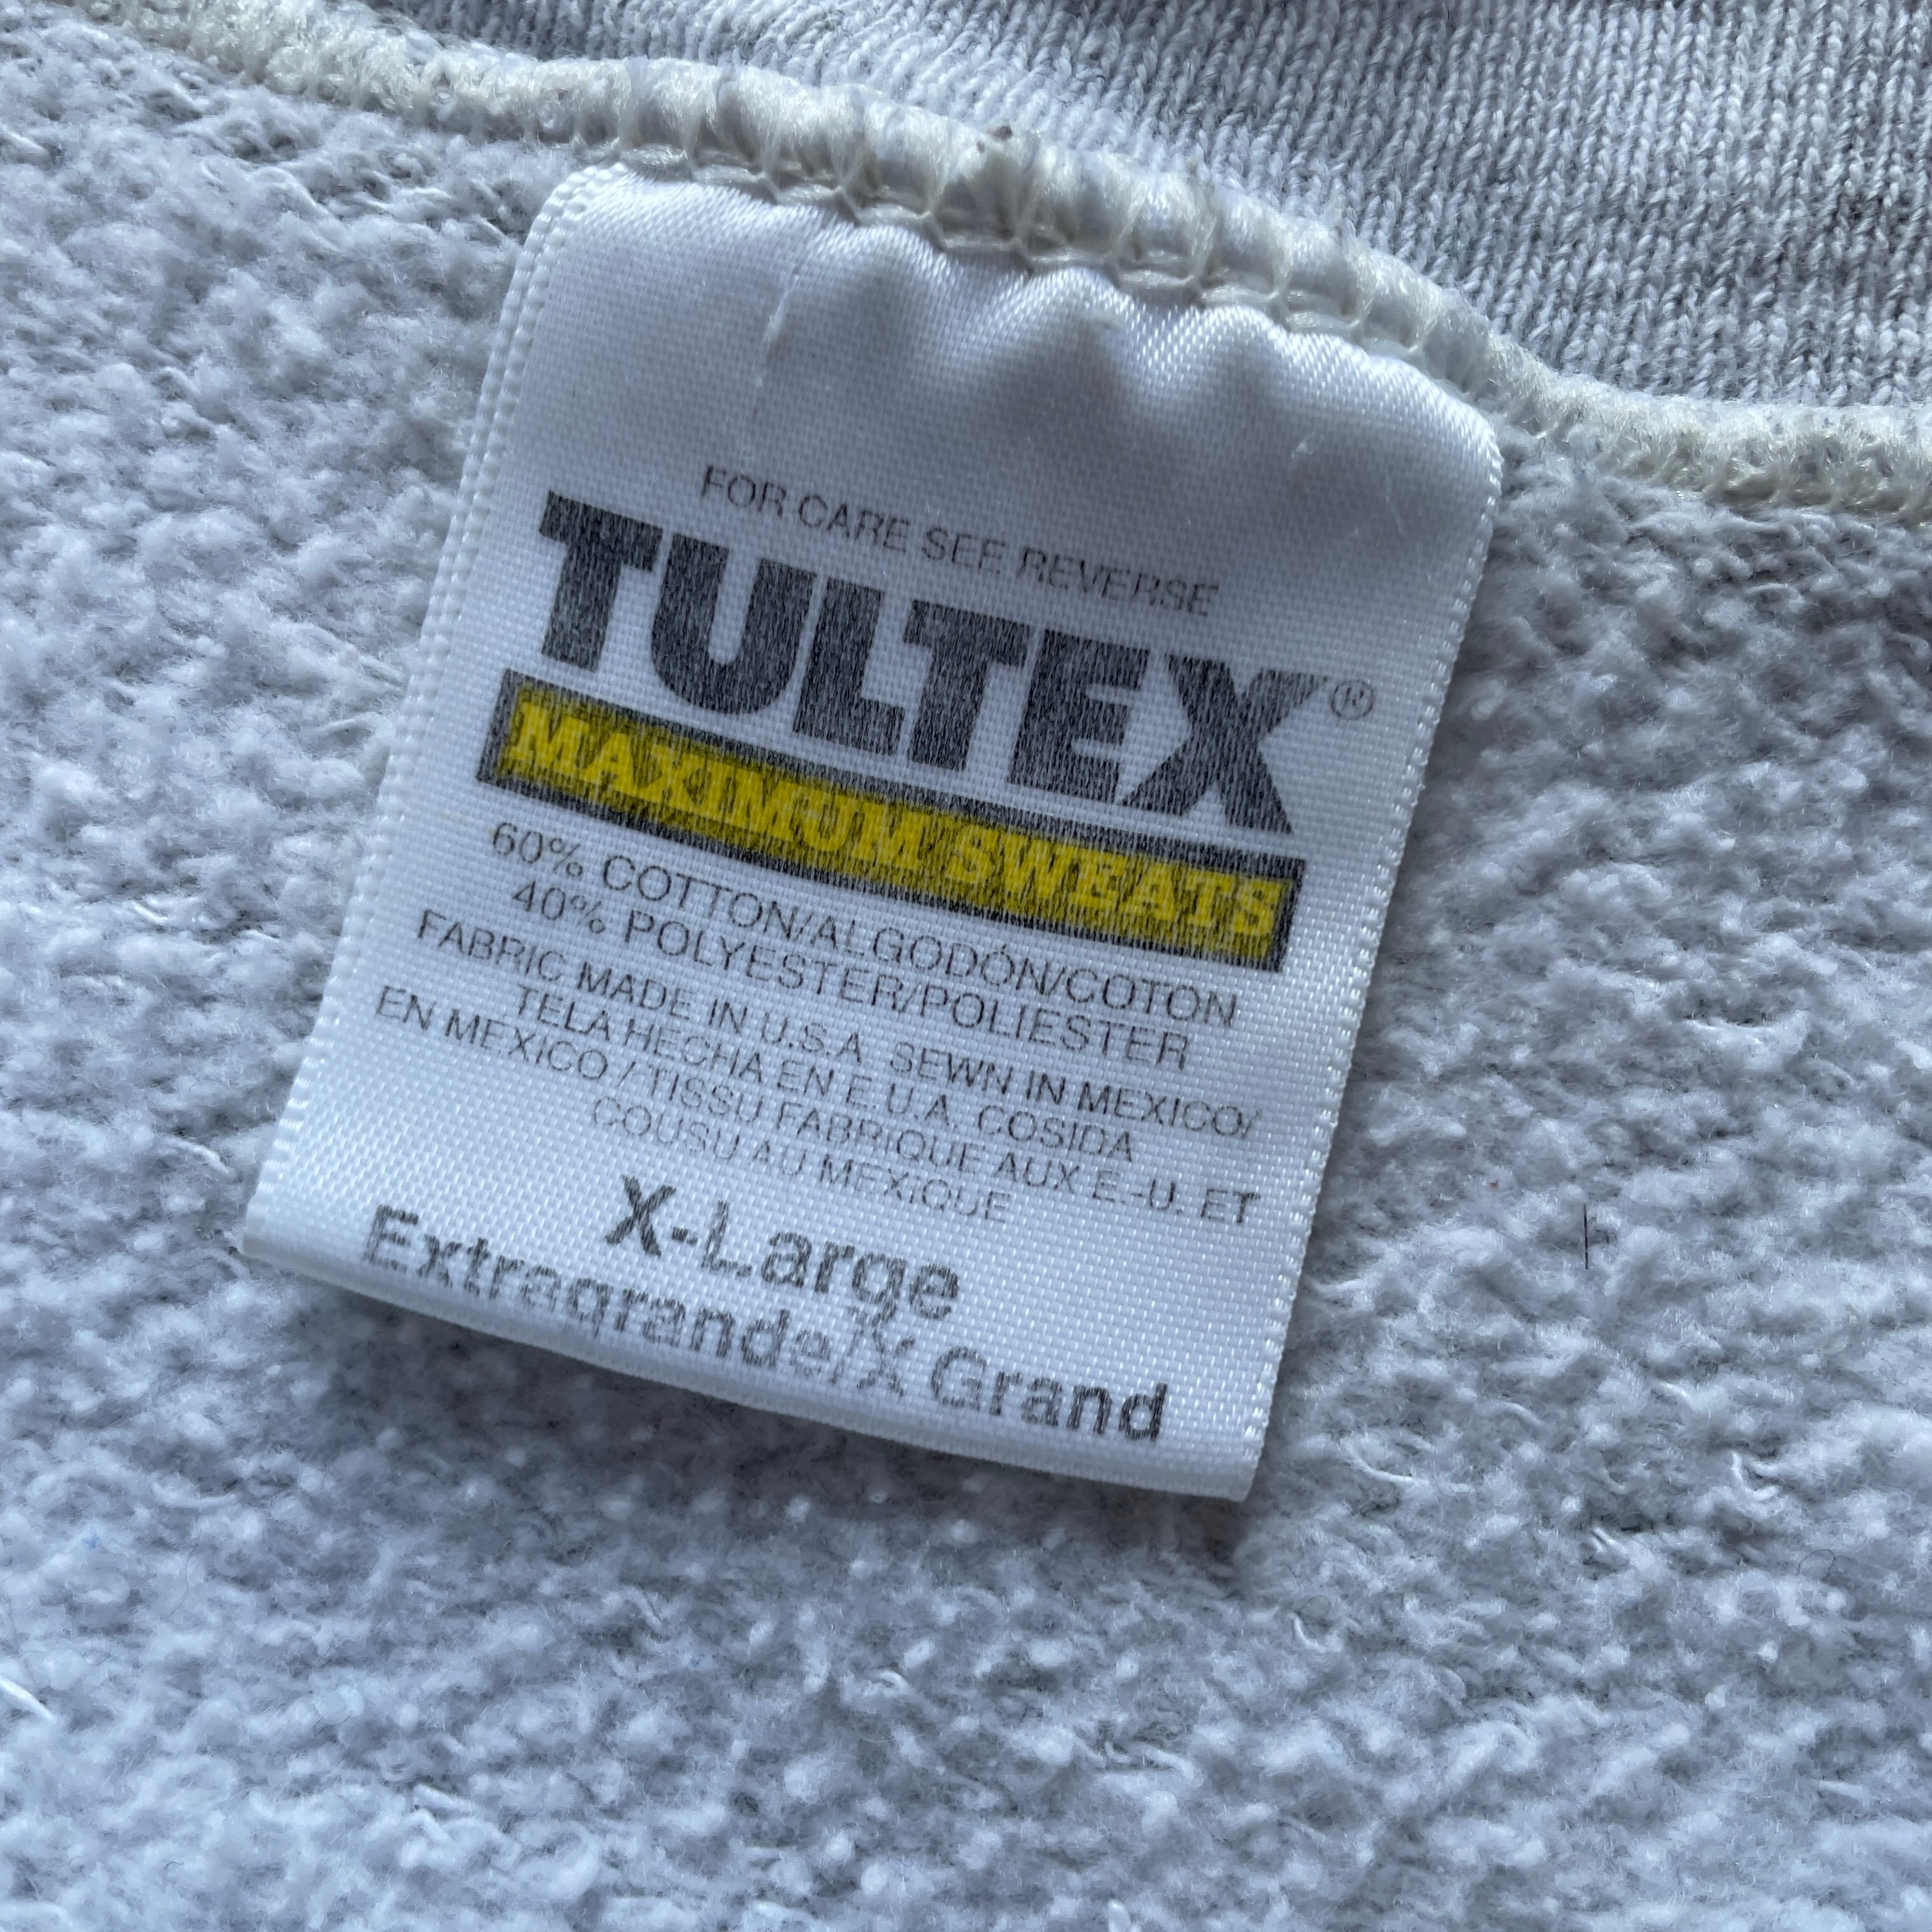 FOR CARE SEE REVERSE
TULTEX®
MAXIMUM SWEATS
60% COTTON/ALGODÓN/COTON
40% POLYESTER/POLIESTER
FABRIC MADE IN U.S.A. SEWN IN MEXICO/
TELA HECHA EN E.U.A. COSIDA
EN MEXICO / TISSU FABRIQUE AUX E.-U. ET
COUSU AU MEXIQUE
X-Large
Extragrande/X Grand